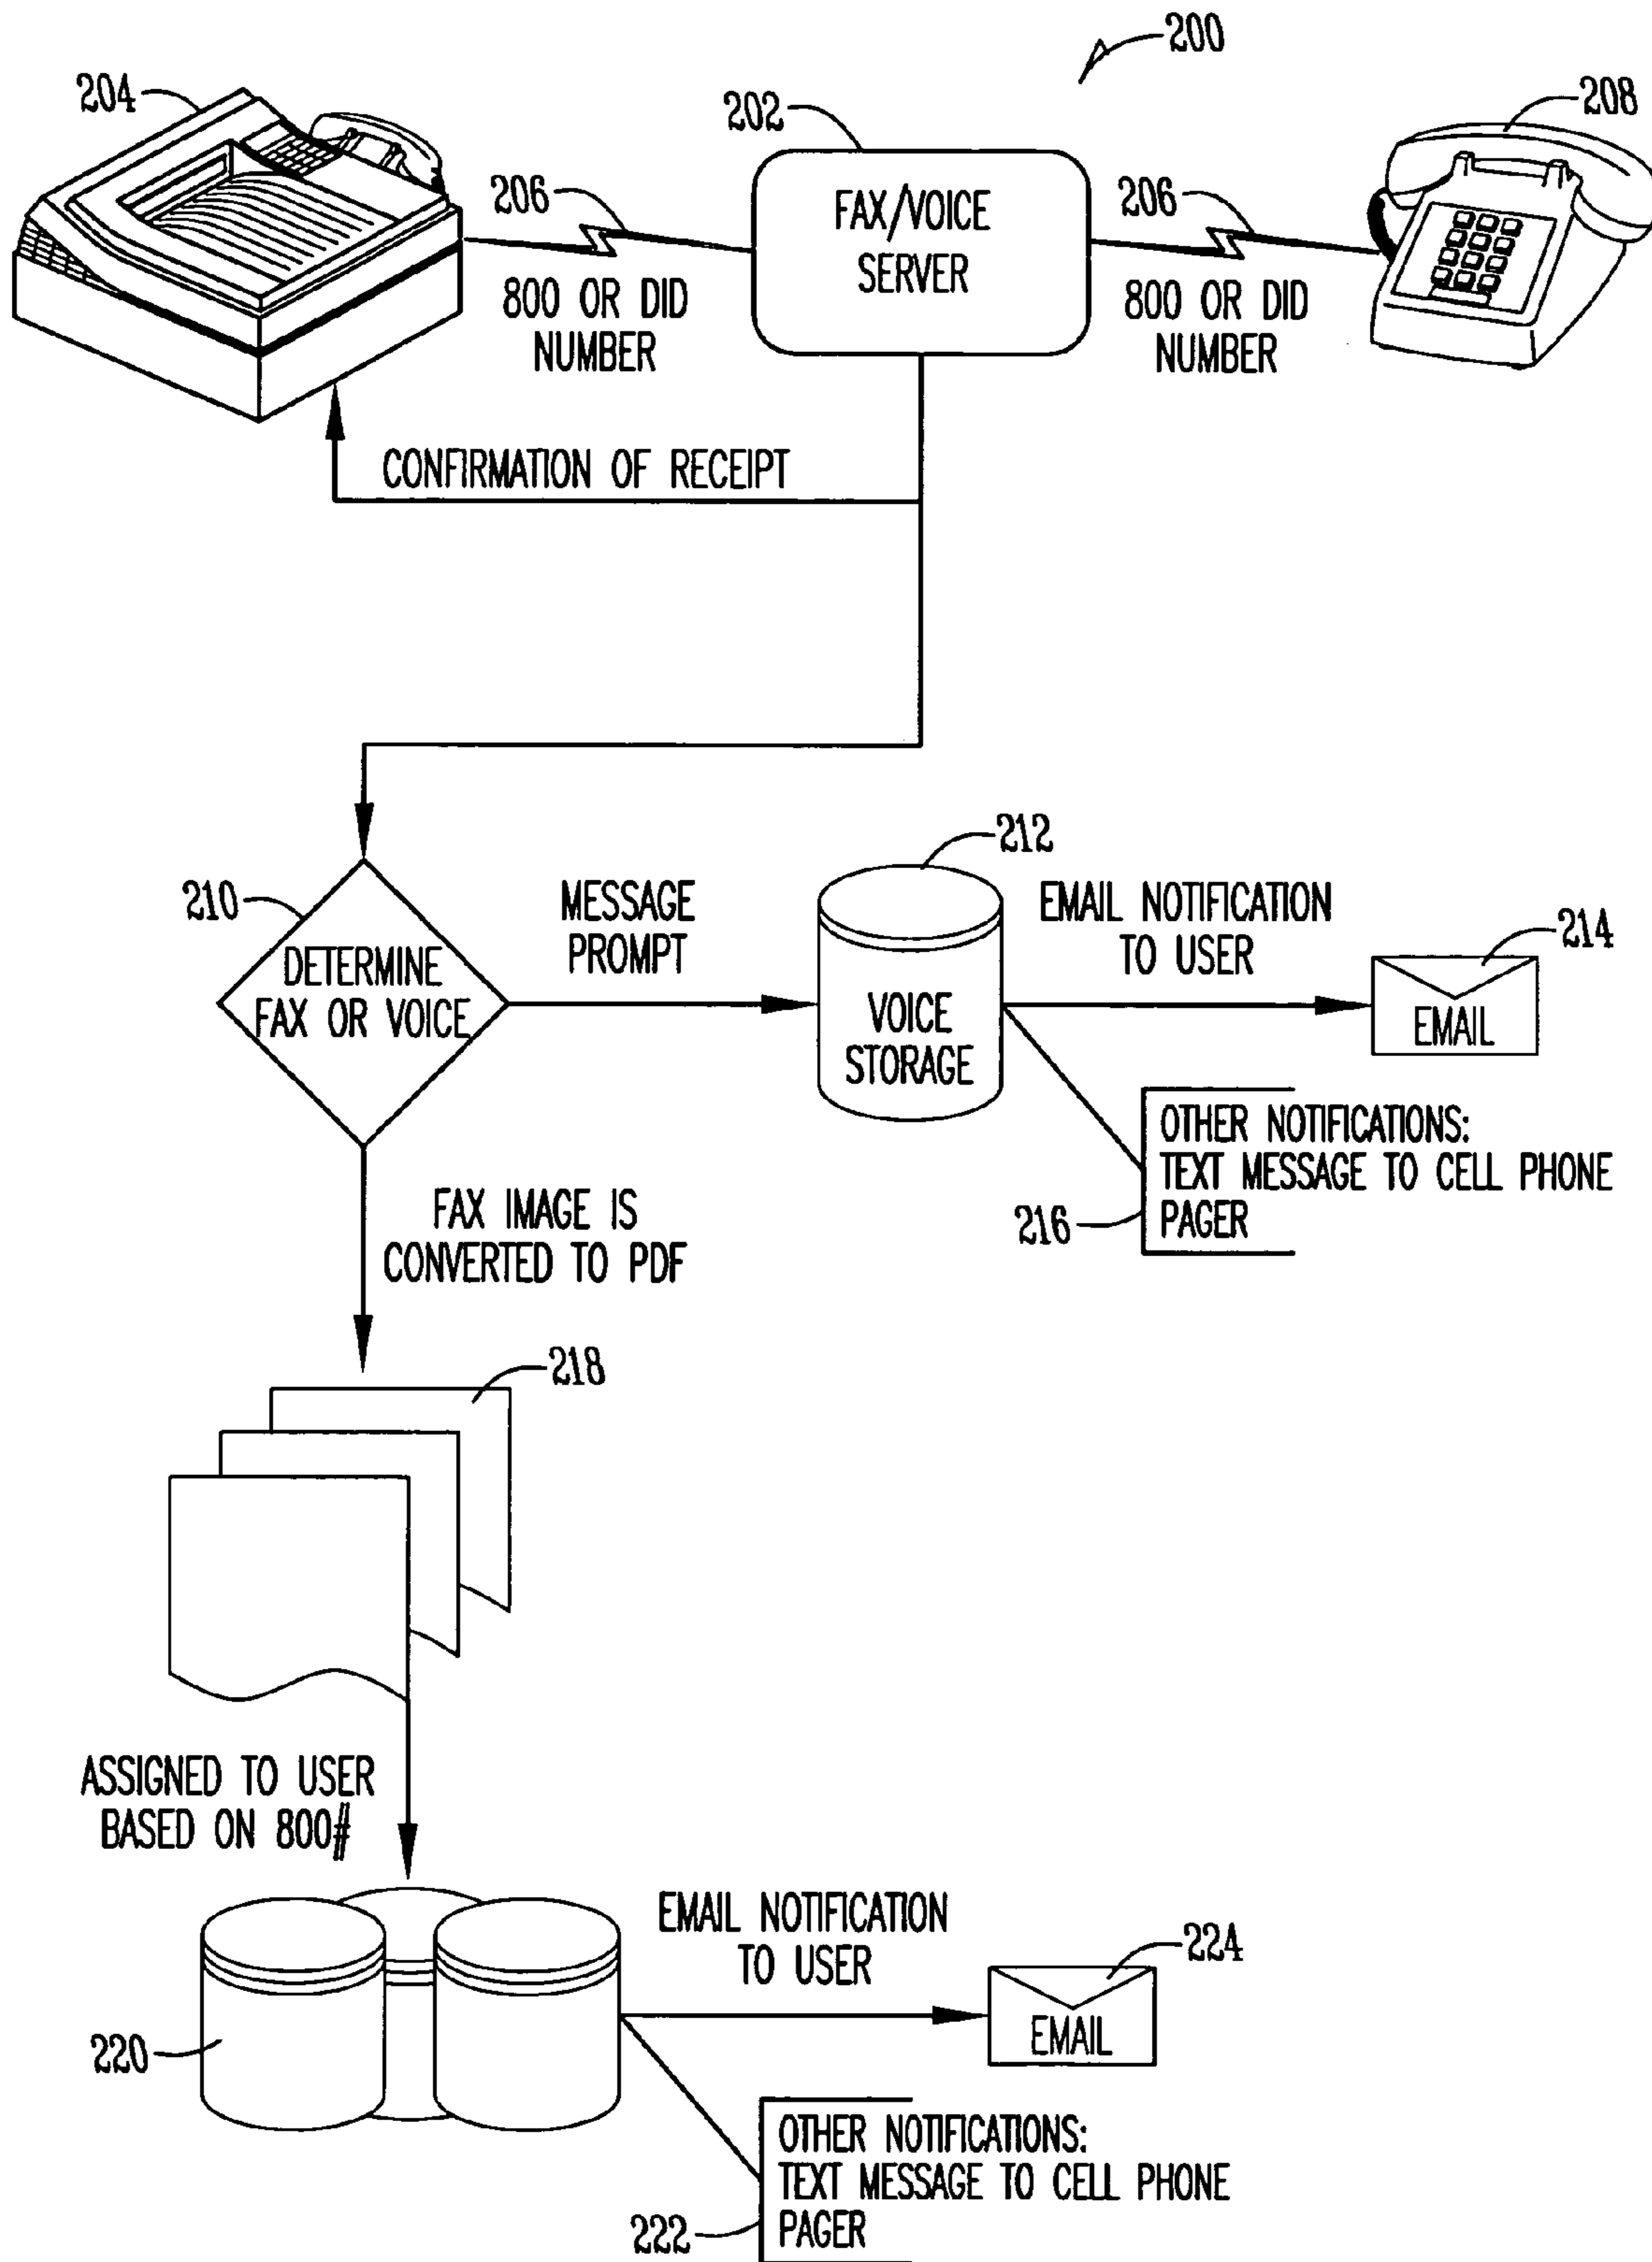 200
204
202
208
206
FAX/VOICE
SERVER
206
800 OR DID
NUMBER
800 OR DID
NUMBER
CONFIRMATION OF RECEIPT
212
210
MESSAGE
PROMPT
EMAIL NOTIFICATION
TO USER
214
DETERMINE
FAX OR VOICE
VOICE
STORAGE
EMAIL
OTHER NOTIFICATIONS:
TEXT MESSAGE TO CELL PHONE
PAGER
216
FAX IMAGE IS
CONVERTED TO PDF
218
ASSIGNED TO USER
BASED ON 800#
EMAIL NOTIFICATION
TO USER
224
220
EMAIL
OTHER NOTIFICATIONS:
TEXT MESSAGE TO CELL PHONE
PAGER
222